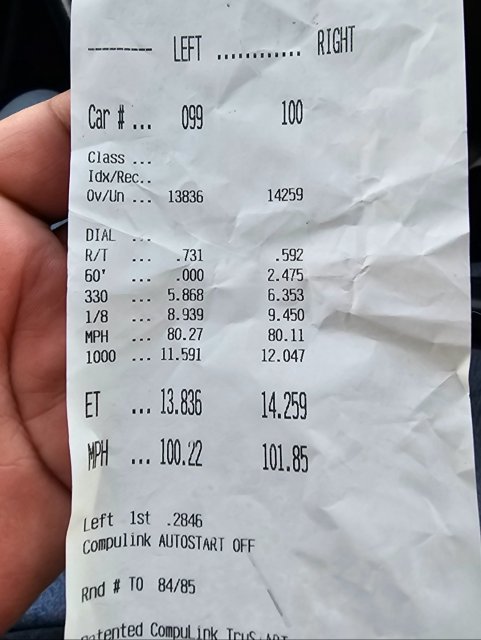 --------- LEFT ............ RIGHT
Car # ... 099 100
Class ...
Idx/Rec..
Ov/Un ... 13836 14259
DIAL ...
R/T ... .731 .592
60' ... .000 2.475
330 ... 5.868 6.353
1/8 ... 8.939 9.450
MPH ... 80.27 80.11
1000 ... 11.591 12.047
ET ... 13.836 14.259
MPH ... 100.22 101.85
Left 1st .2846
Compulink AUTOSTART OFF
Rnd # TO 84/85
Patented CompuLink